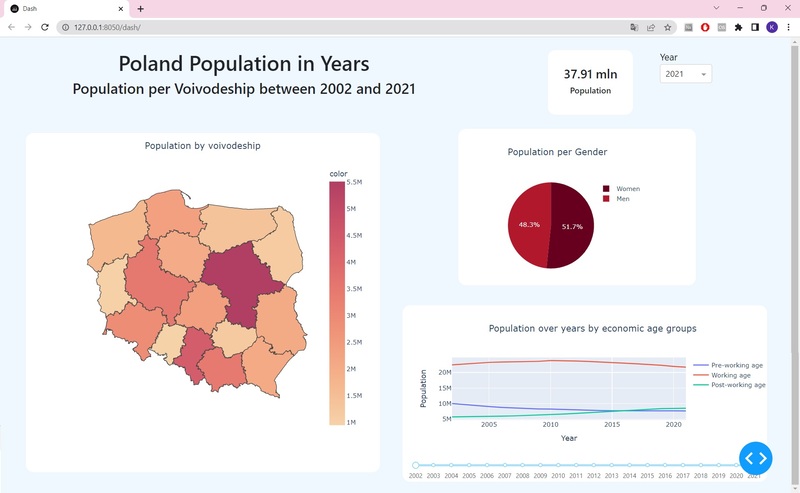 Dash
127.0.0.1:8050/dash/
K
Poland Population in Years
Population per Voivodeship between 2002 and 2021
37.91 mln
Population
Year
2021
Population by voivodeship
color
5.5M
5M
4.5M
4M
3.5M
3M
2.5M
2M
1.5M
1M
Population per Gender
48.3%
51.7%
Women
Men
Population over years by economic age groups
Population
20M
15M
10M
5M
2005
2010
2015
2020
Year
Pre-working age
Working age
Post-working age
2002 2003 2004 2005 2006 2007 2008 2009 2010 2011 2012 2013 2014 2015 2016 2017 2018 2019 2020 2021